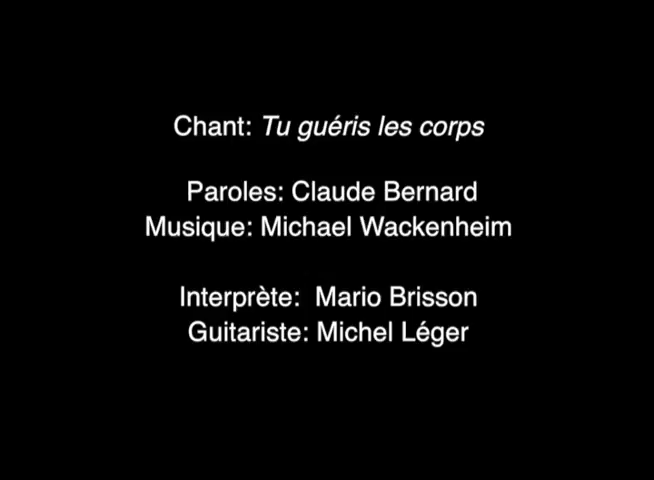 Chant: Tu guéris les corps
Paroles: Claude Bernard
Musique: Michael Wackenheim
Interprète: Mario Brisson
Guitariste: Michel Léger